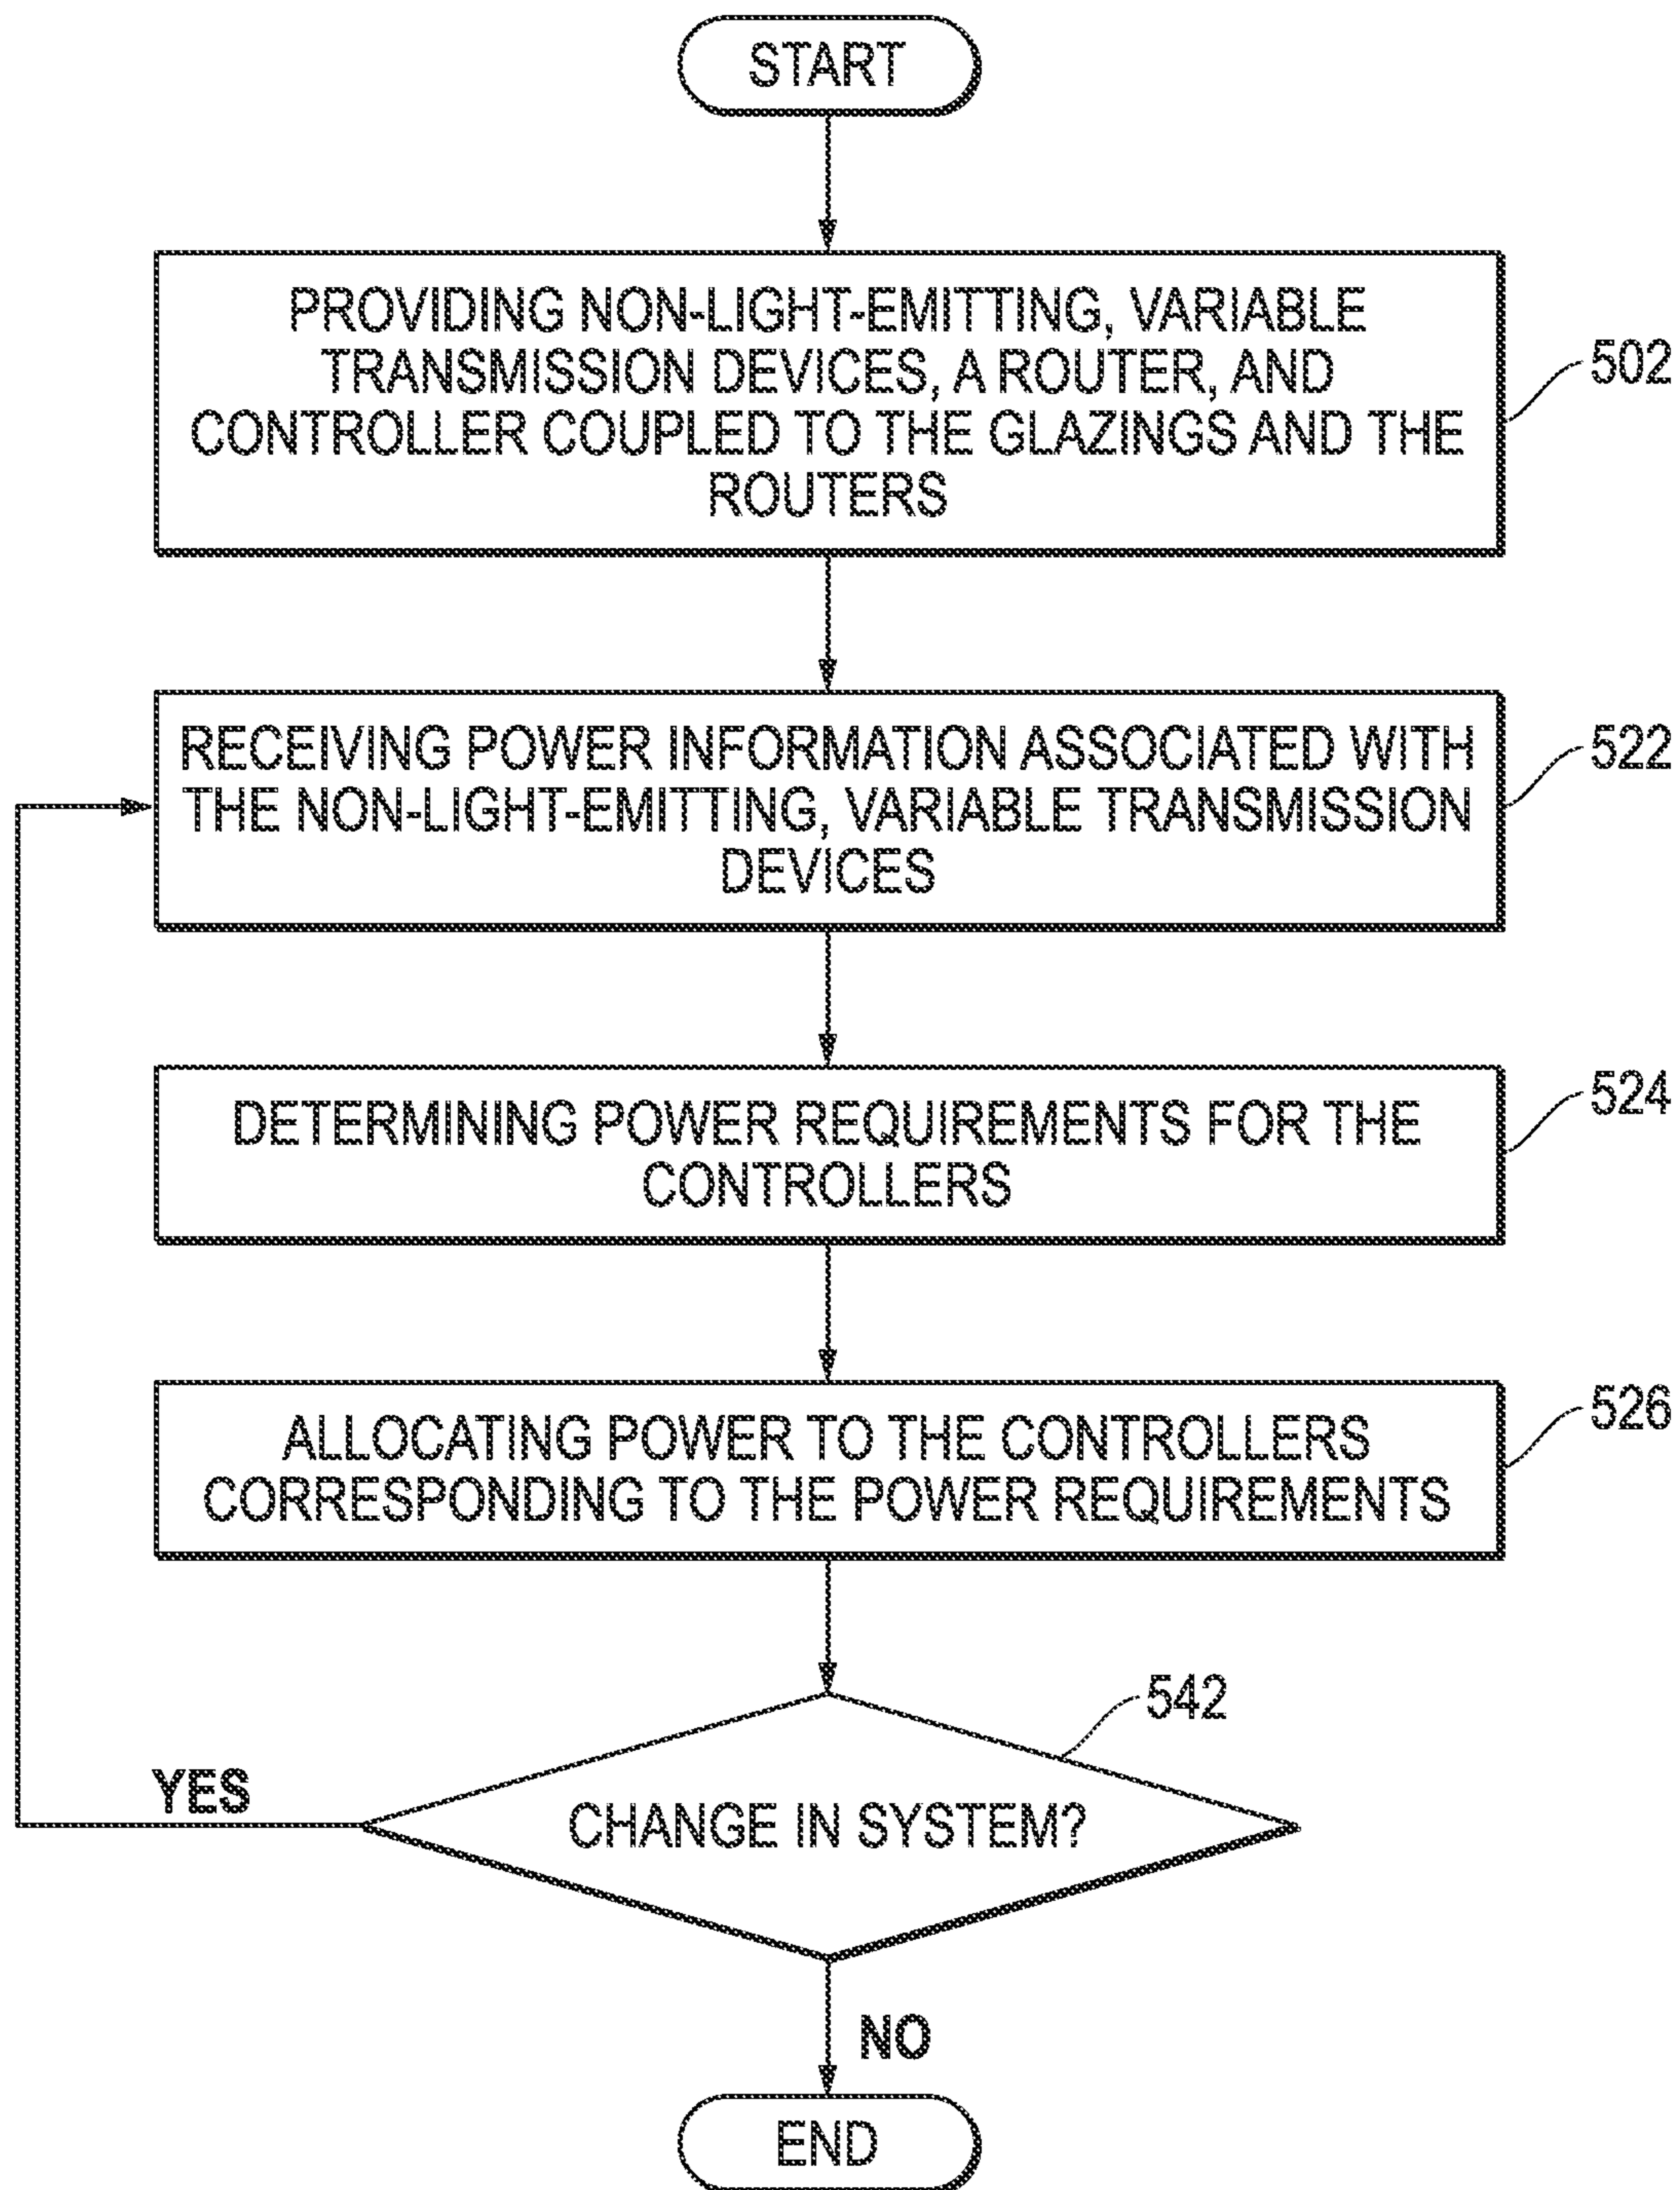 START
PROVIDING NON-LIGHT-EMITTING, VARIABLE
TRANSMISSION DEVICES, A ROUTER, AND
CONTROLLER COUPLED TO THE GLAZINGS AND THE
ROUTERS
502
RECEIVING POWER INFORMATION ASSOCIATED WITH
THE NON-LIGHT-EMITTING, VARIABLE TRANSMISSION
DEVICES
522
DETERMINING POWER REQUIREMENTS FOR THE
CONTROLLERS
524
ALLOCATING POWER TO THE CONTROLLERS
CORRESPONDING TO THE POWER REQUIREMENTS
526
542
CHANGE IN SYSTEM?
YES
NO
END